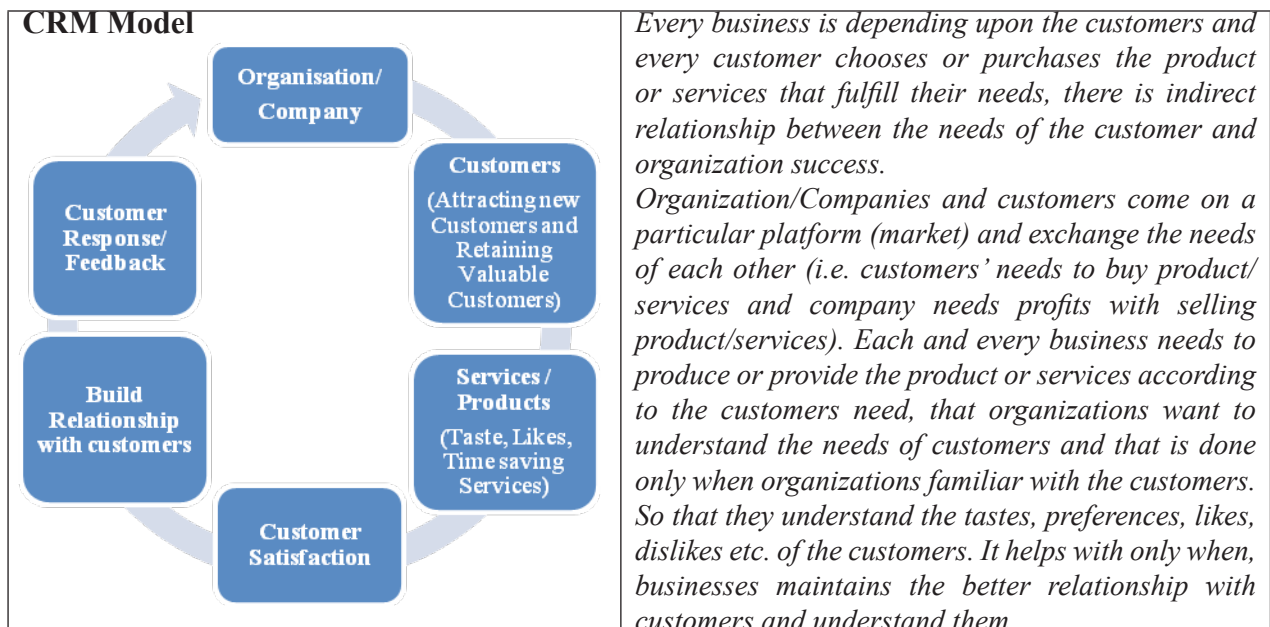 CRM Model
Organisation/
Company
Customers
(Attracting new
Customers and
Retaining
Valuable
Customers)
Services /
Products
(Taste, Likes,
Time saving
Services)
Customer
Satisfaction
Build
Relationship
with customers
Customer
Response/
Feedback
Every business is depending upon the customers and
every customer chooses or purchases the product
or services that fulfill their needs, there is indirect
relationship between the needs of the customer and
organization success.
Organization/Companies and customers come on a
particular platform (market) and exchange the needs
of each other (i.e. customers’ needs to buy product/
services and company needs profits with selling
product/services). Each and every business needs to
produce or provide the product or services according
to the customers need, that organizations want to
understand the needs of customers and that is done
only when organizations familiar with the customers.
So that they understand the tastes, preferences, likes,
dislikes etc. of the customers. It helps with only when,
businesses maintains the better relationship with
customers and understand them